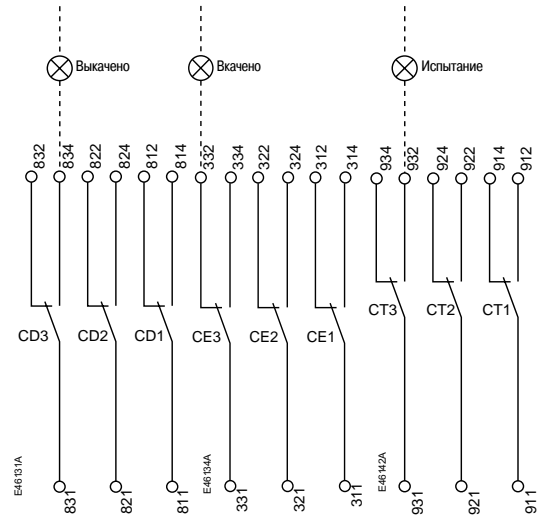 Выкачено Вкачено Испытание
832 834 822 824 812 814 332 334 322 324 312 314 934 932 924 922 914 912
CD3 CD2 CD1 CE3 CE2 CE1 CT3 CT2 CT1
E46131A E46134A E46142A
831 821 811 331 321 311 931 921 911